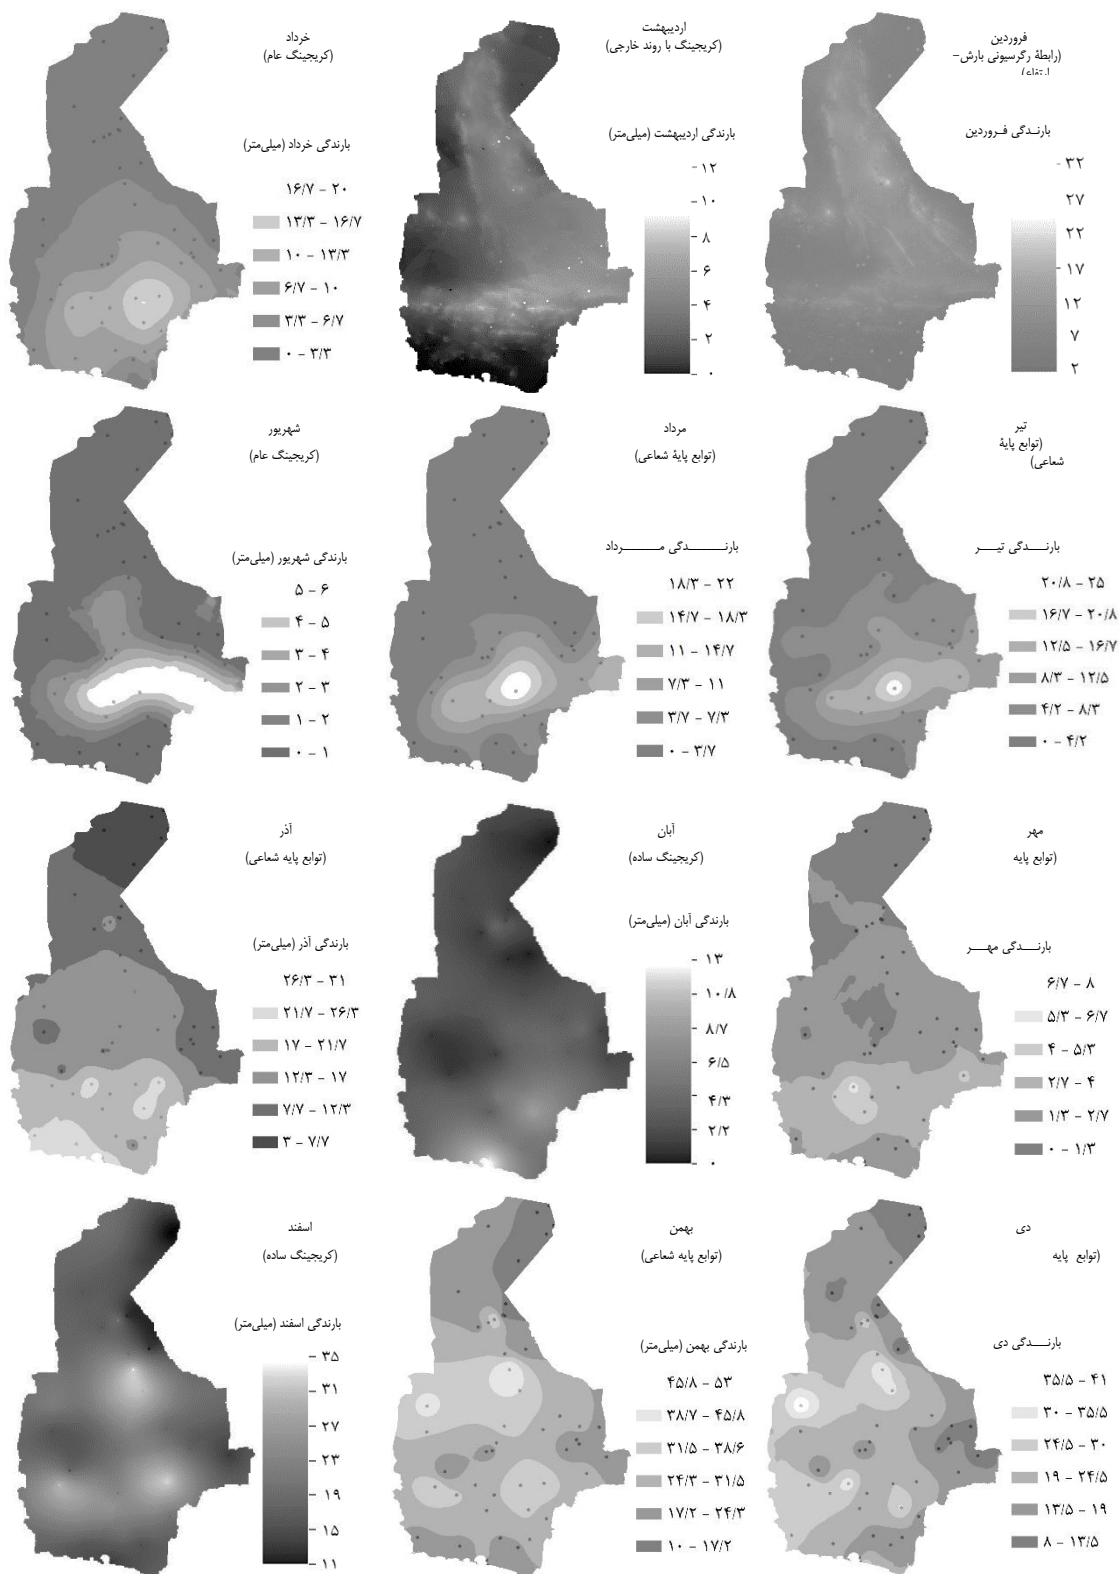 فروردین
(رابطهٔ رگرسیونی بارش-
بارندگی فروردین
۳۲
۲۷
۲۲
۱۷
۱۲
۷
۲
اردیبهشت
(کریجینگ با روند خارجی)
بارندگی اردیبهشت (میلی‌متر)
۱۲
۱۰
۸
۶
۴
۲
۰
خرداد
(کریجینگ عام)
بارندگی خرداد (میلی‌متر)
۱۶/۷ - ۲۰
۱۳/۳ - ۱۶/۷
۱۰ - ۱۳/۳
۶/۷ - ۱۰
۳/۳ - ۶/۷
۰ - ۳/۳
تیر
(توابع پایهٔ
شعاعی)
بارنــدگی تیــر
۲۰/۸ - ۲۵
۱۶/۷ - ۲۰/۸
۱۲/۵ - ۱۶/۷
۸/۳ - ۱۲/۵
۴/۲ - ۸/۳
۰ - ۴/۲
مرداد
(توابع پایهٔ شعاعی)
بارنــــدگی مــــرداد
۱۸/۳ - ۲۲
۱۴/۷ - ۱۸/۳
۱۱ - ۱۴/۷
۷/۳ - ۱۱
۳/۷ - ۷/۳
۰ - ۳/۷
شهریور
(کریجینگ عام)
بارندگی شهریور (میلی‌متر)
۵ - ۶
۴ - ۵
۳ - ۴
۲ - ۳
۱ - ۲
۰ - ۱
مهر
(توابع پایه
بارنــدگی مهــر
۶/۷ - ۸
۵/۳ - ۶/۷
۴ - ۵/۳
۲/۷ - ۴
۱/۳ - ۲/۷
۰ - ۱/۳
آبان
(کریجینگ ساده)
بارندگی آبان (میلی‌متر)
۱۳
۱۰/۸
۸/۷
۶/۵
۴/۳
۲/۲
۰
آذر
(توابع پایه شعاعی)
بارندگی آذر (میلی‌متر)
۲۶/۳ - ۳۱
۲۱/۷ - ۲۶/۳
۱۷ - ۲۱/۷
۱۲/۳ - ۱۷
۷/۷ - ۱۲/۳
۳ - ۷/۷
دی
(توابع پایه
بارنــدگی دی
۳۵/۵ - ۴۱
۳۰ - ۳۵/۵
۲۴/۵ - ۳۰
۱۹ - ۲۴/۵
۱۳/۵ - ۱۹
۸ - ۱۳/۵
بهمن
(توابع پایه شعاعی)
بارندگی بهمن (میلی‌متر)
۴۵/۸ - ۵۳
۳۸/۷ - ۴۵/۸
۳۱/۵ - ۳۸/۶
۲۴/۳ - ۳۱/۵
۱۷/۲ - ۲۴/۳
۱۰ - ۱۷/۲
اسفند
(کریجینگ ساده)
بارندگی اسفند (میلی‌متر)
۳۵
۳۱
۲۷
۲۳
۱۹
۱۵
۱۱